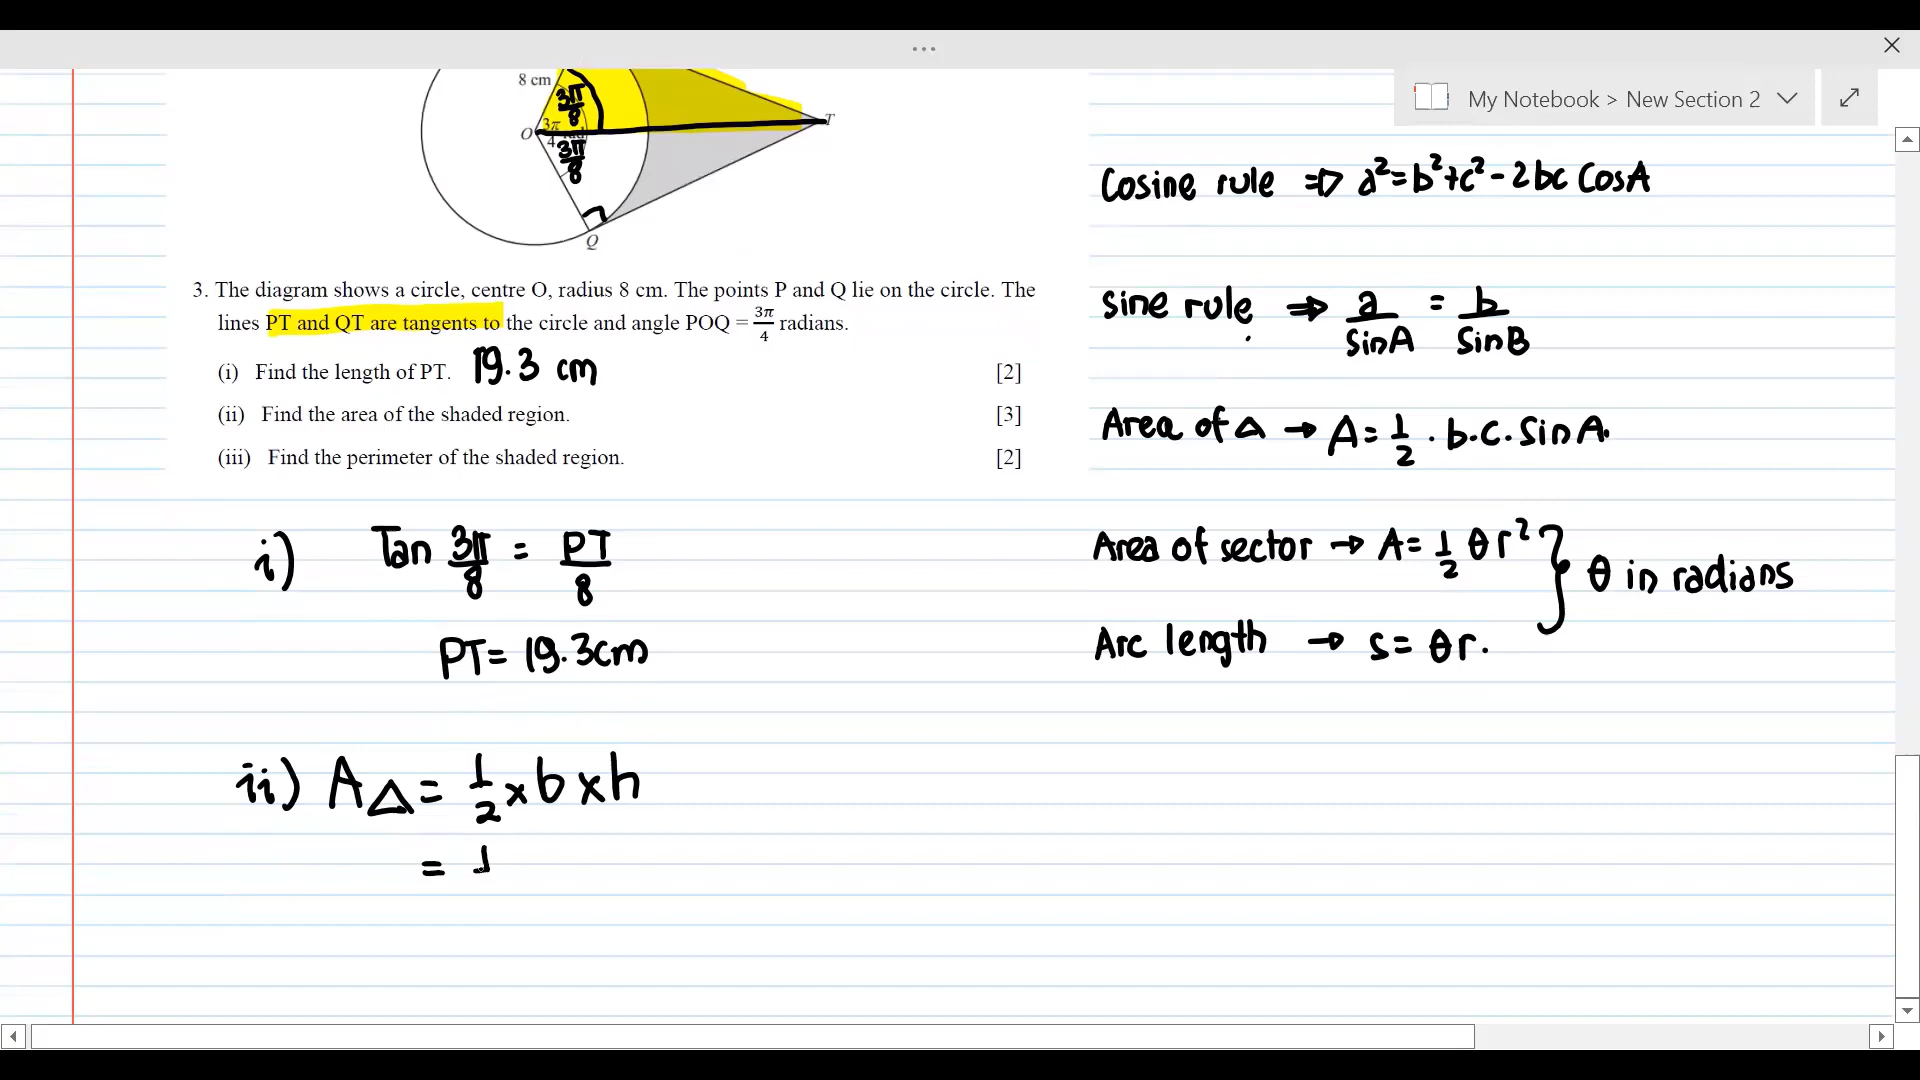 ...
My Notebook > New Section 2
8 cm
3π/8
O 3π/4 rad T
3π/8
Q
Cosine rule ⇒ a²=b²+c²-2bc CosA
3. The diagram shows a circle, centre O, radius 8 cm. The points P and Q lie on the circle. The
lines PT and QT are tangents to the circle and angle POQ = 3π/4 radians.
(i) Find the length of PT. 19.3 cm [2]
(ii) Find the area of the shaded region. [3]
(iii) Find the perimeter of the shaded region. [2]
sine rule ⇒ a/SinA = b/SinB
Area of Δ → A = 1/2 . b.c. Sin A.
Area of sector → A = 1/2 θ r² } θ in radians
Arc length → s = θr.
i) Tan 3π/8 = PT/8
PT = 19.3cm
ii) A△ = 1/2 x b x h
= 1